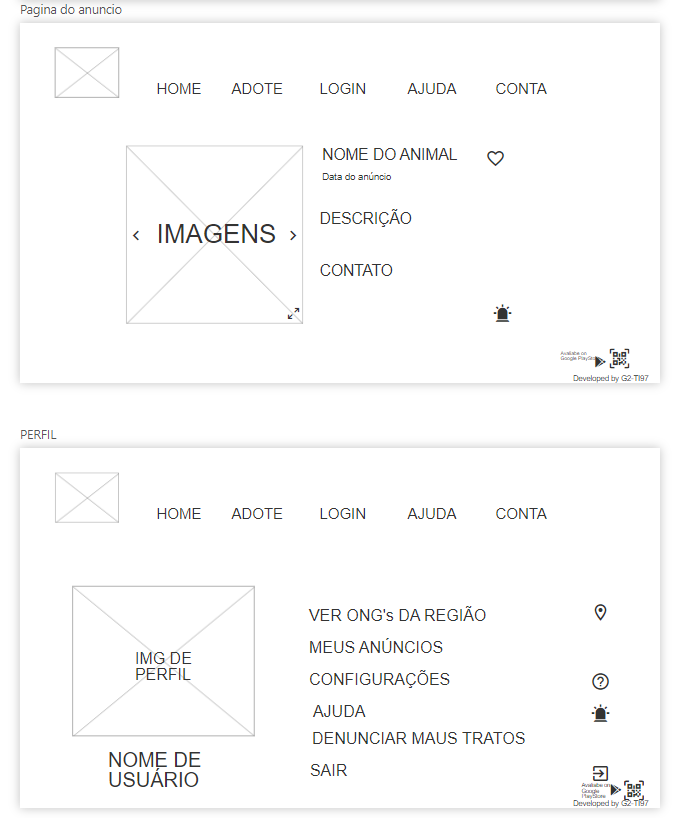 Pagina do anuncio
HOME ADOTE LOGIN AJUDA CONTA
NOME DO ANIMAL
Data do anúncio
IMAGENS
DESCRIÇÃO
CONTATO
Available on
Google PlayStore
Developed by G2-TI97
PERFIL
HOME ADOTE LOGIN AJUDA CONTA
IMG DE
PERFIL
NOME DE
USUÁRIO
VER ONG's DA REGIÃO
MEUS ANÚNCIOS
CONFIGURAÇÕES
AJUDA
DENUNCIAR MAUS TRATOS
SAIR
Available on
Google
PlayStore
Developed by G2-TI97